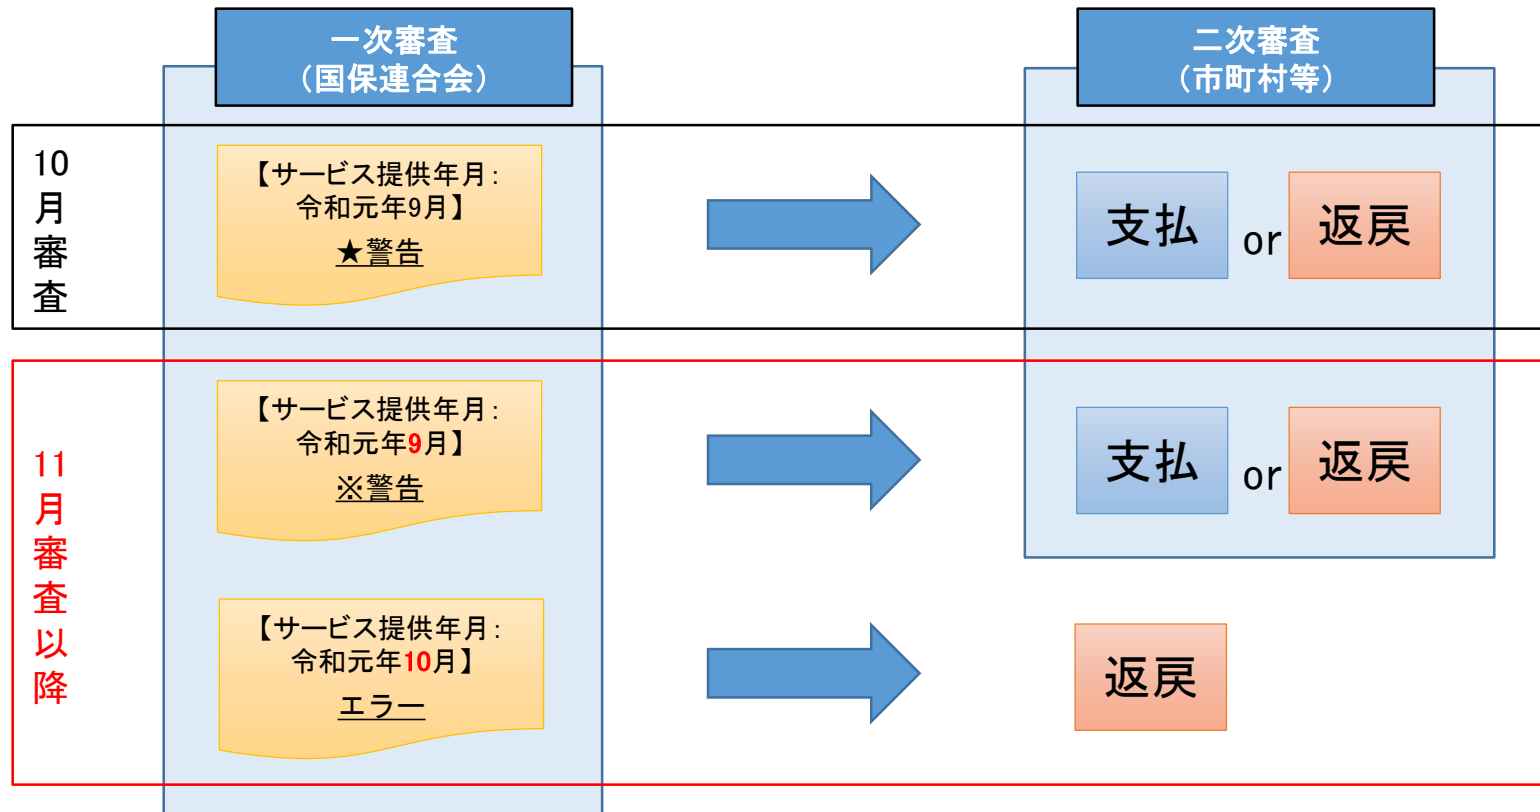 一次審査
（国保連合会）
二次審査
（市町村等）
10月審査
【サービス提供年月：
令和元年9月】
★警告
支払
or
返戻
11月審査以降
【サービス提供年月：
令和元年9月】
※警告
支払
or
返戻
【サービス提供年月：
令和元年10月】
エラー
返戻